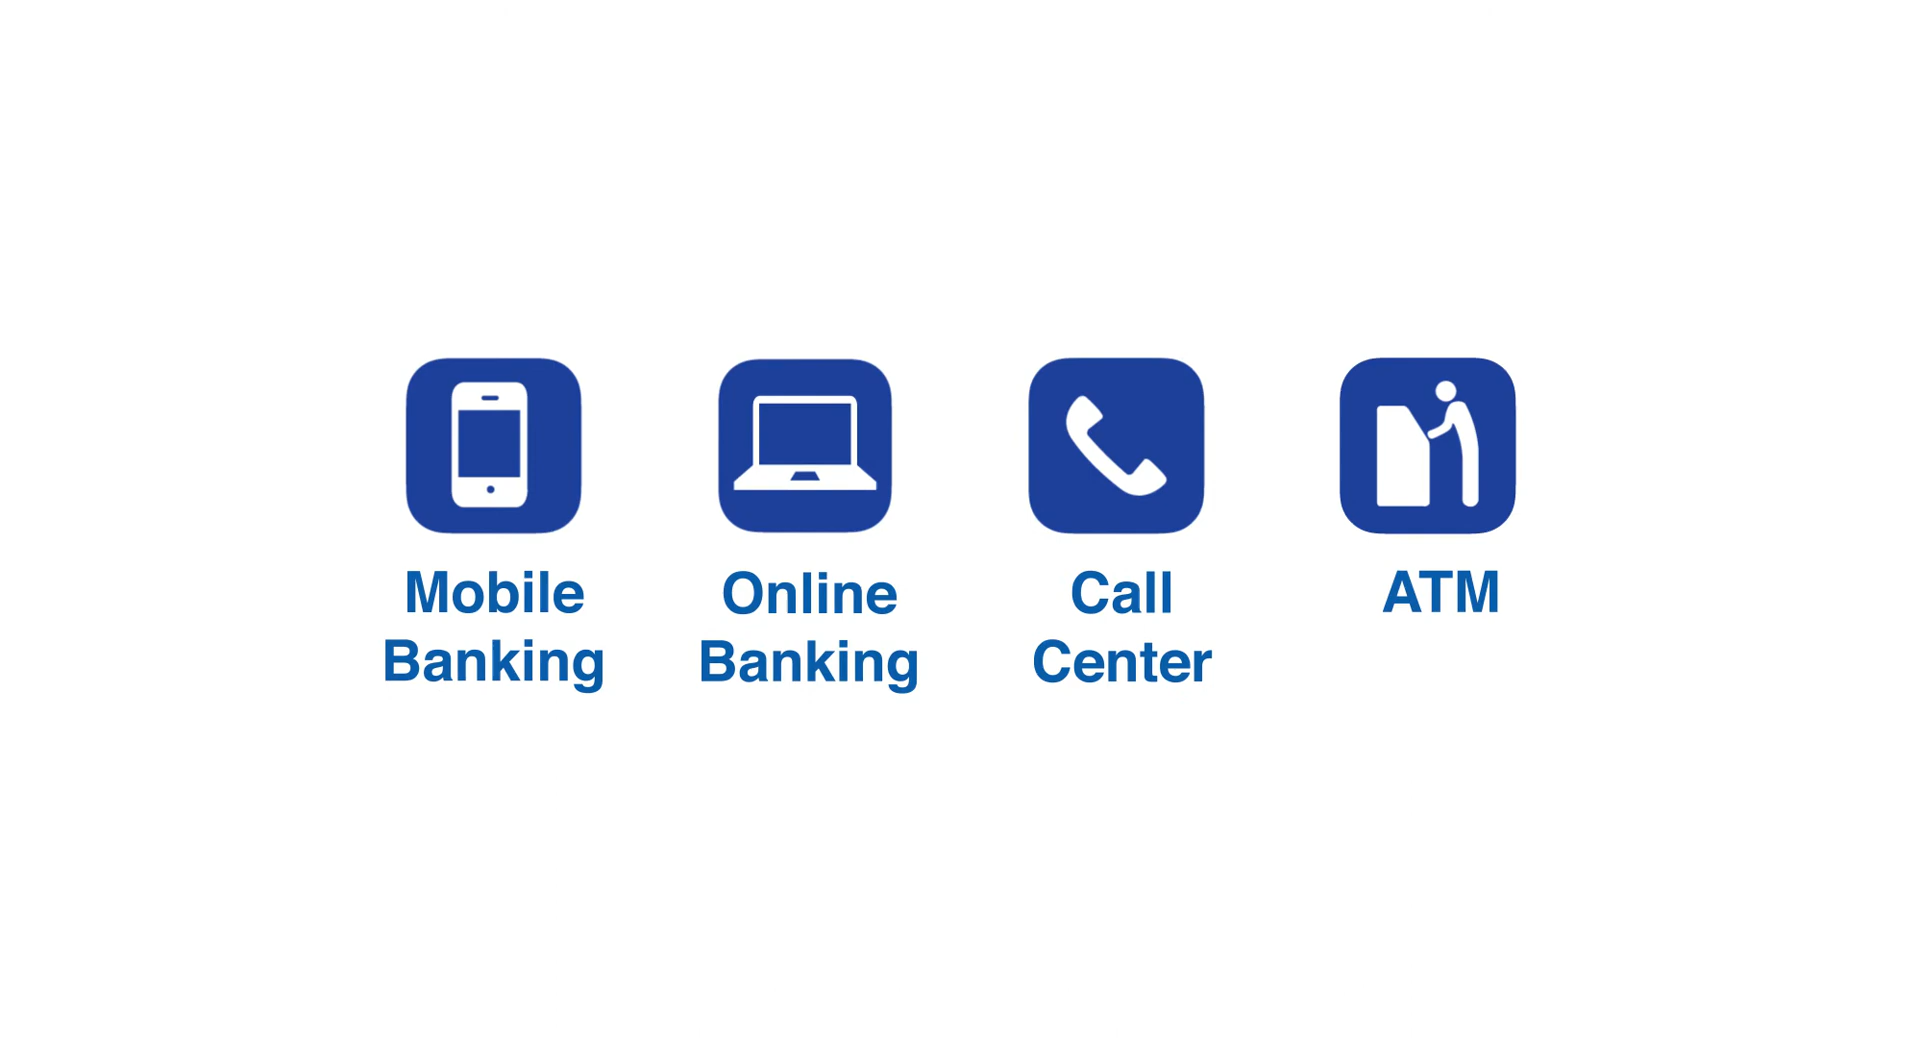 Mobile
Banking
Online
Banking
Call
Center
ATM